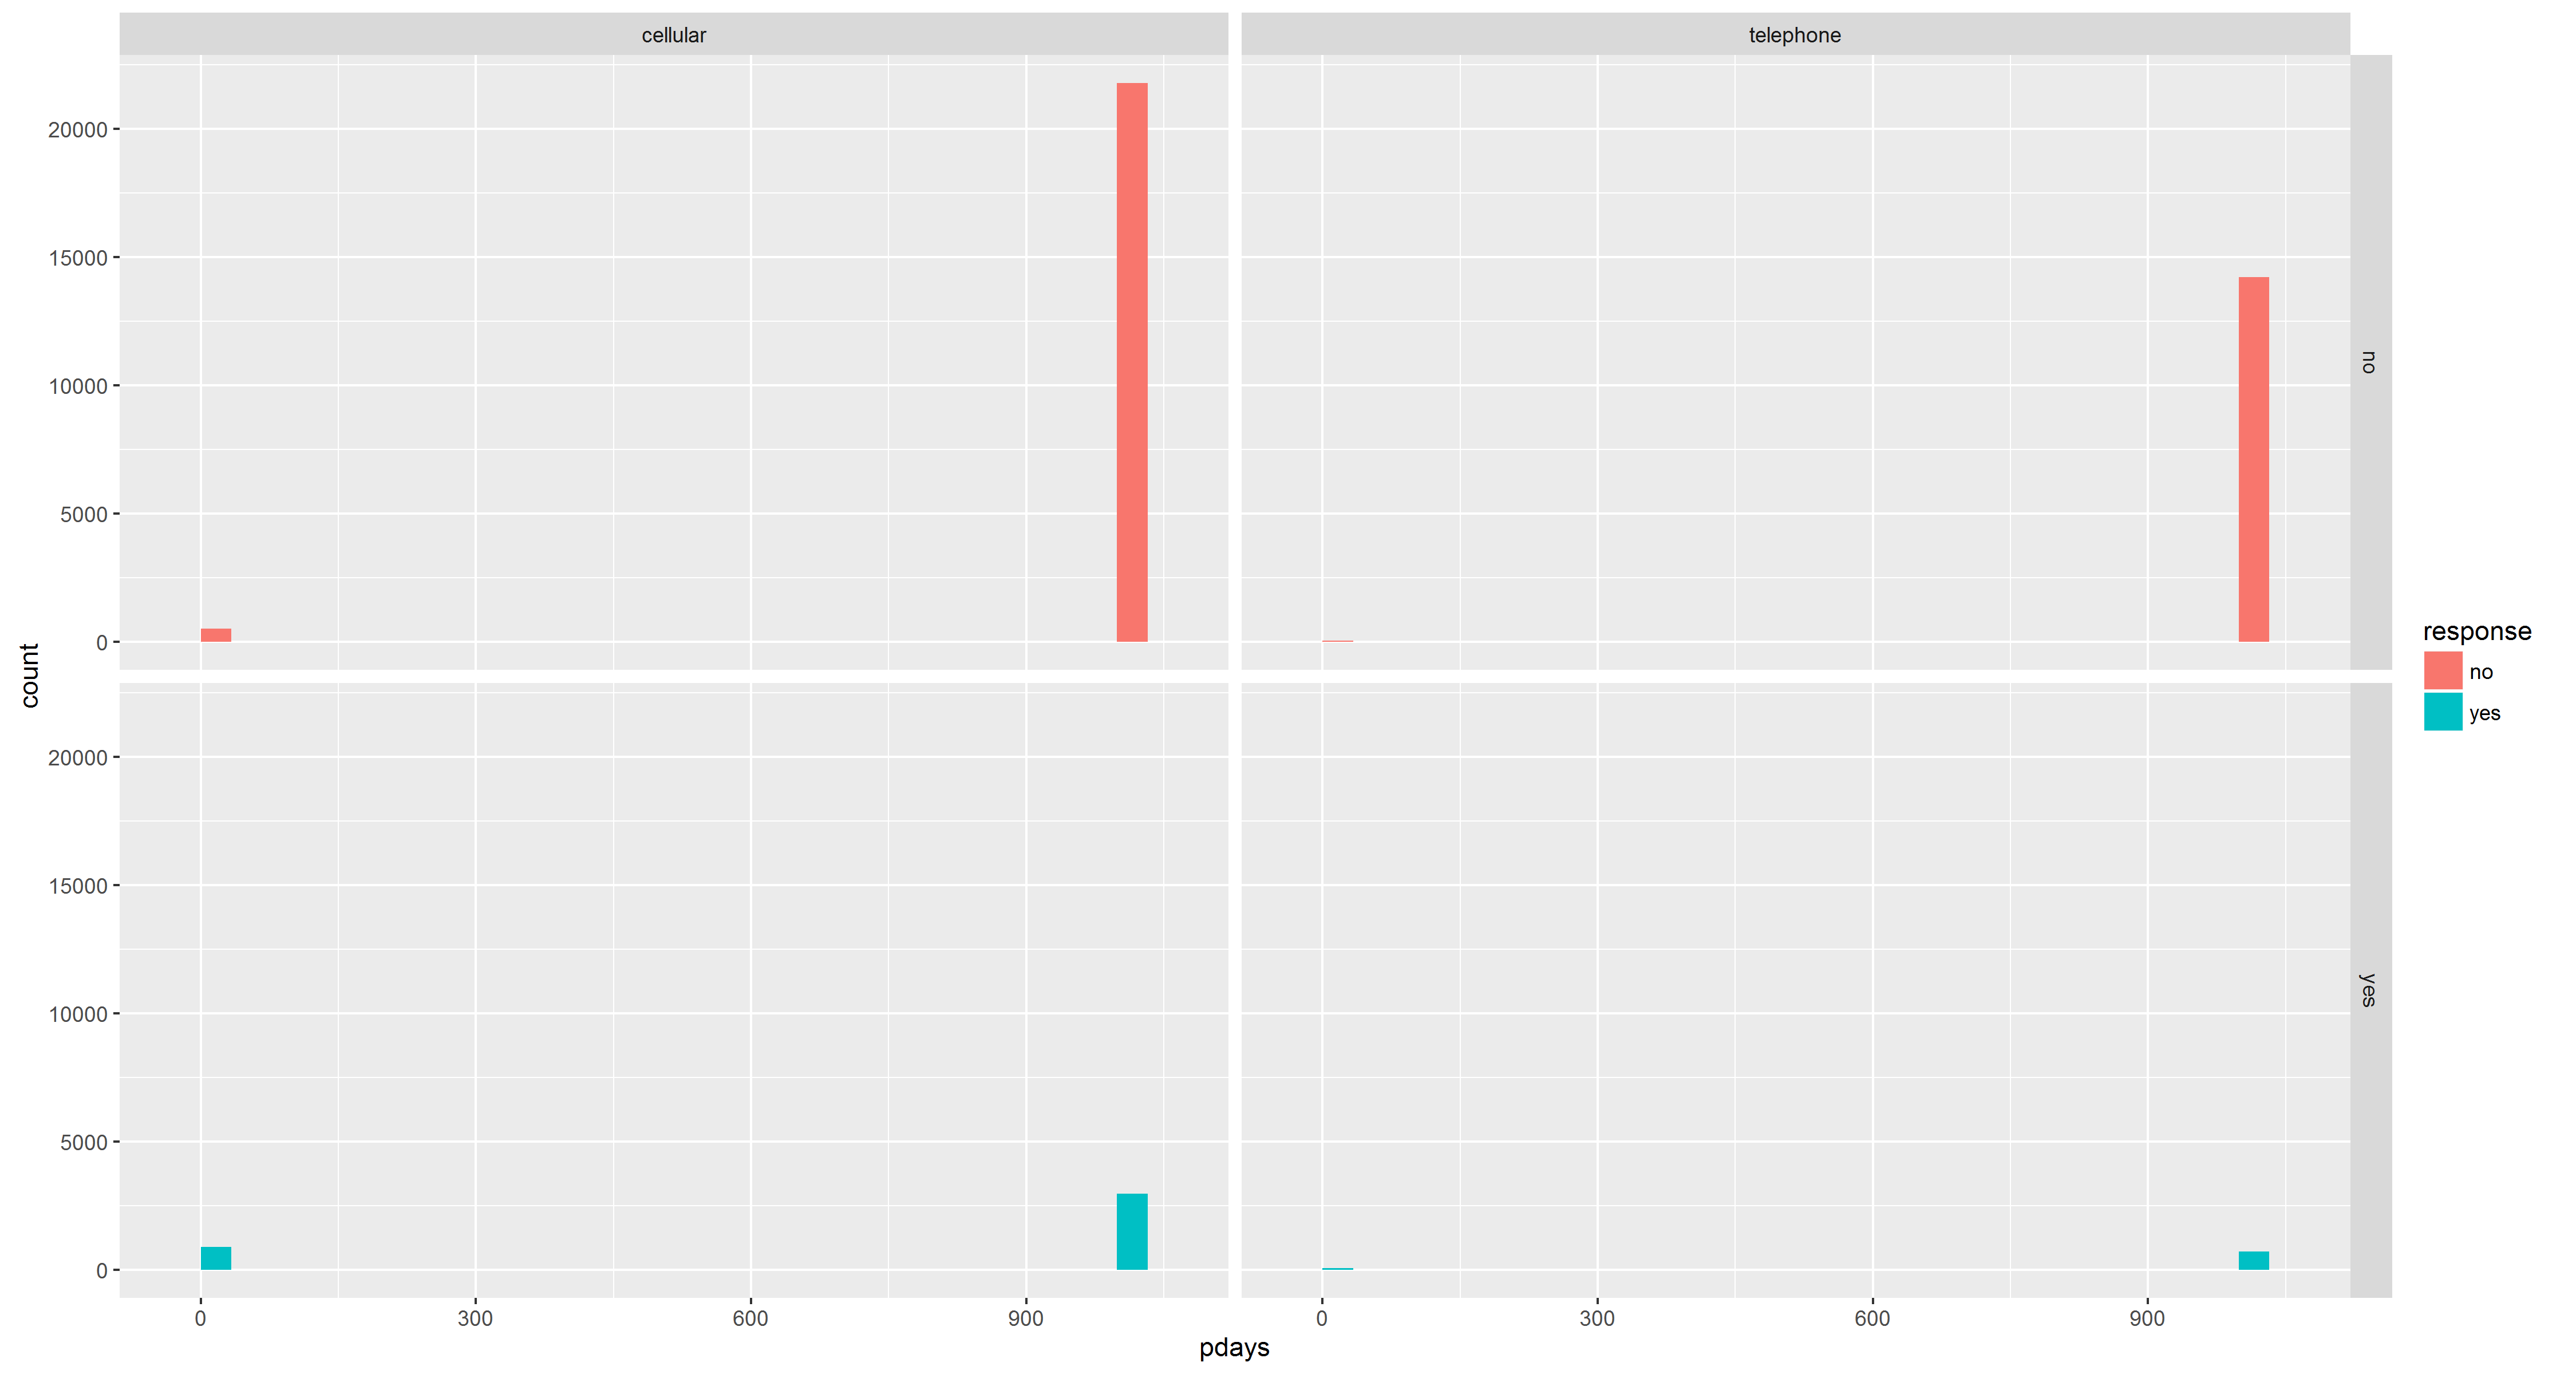 cellular telephone
20000
15000
10000
5000
0
no
20000
15000
10000
5000
0
yes
0 300 600 900 0 300 600 900
pdays
count
response
no
yes